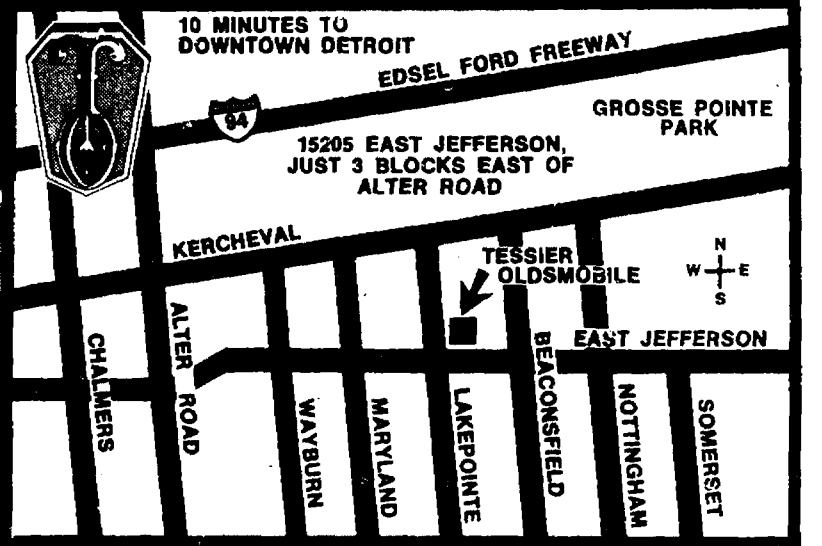 10 MINUTES TO
DOWNTOWN DETROIT
EDSEL FORD FREEWAY
94
GROSSE POINTE
PARK
15205 EAST JEFFERSON,
JUST 3 BLOCKS EAST OF
ALTER ROAD
KERCHEVAL
TESSIER
OLDSMOBILE
N
W E
S
EAST JEFFERSON
CHALMERS
ALTER ROAD
WAYBURN
MARYLAND
LAKEPOINTE
BEACONSFIELD
NOTTINGHAM
SOMERSET